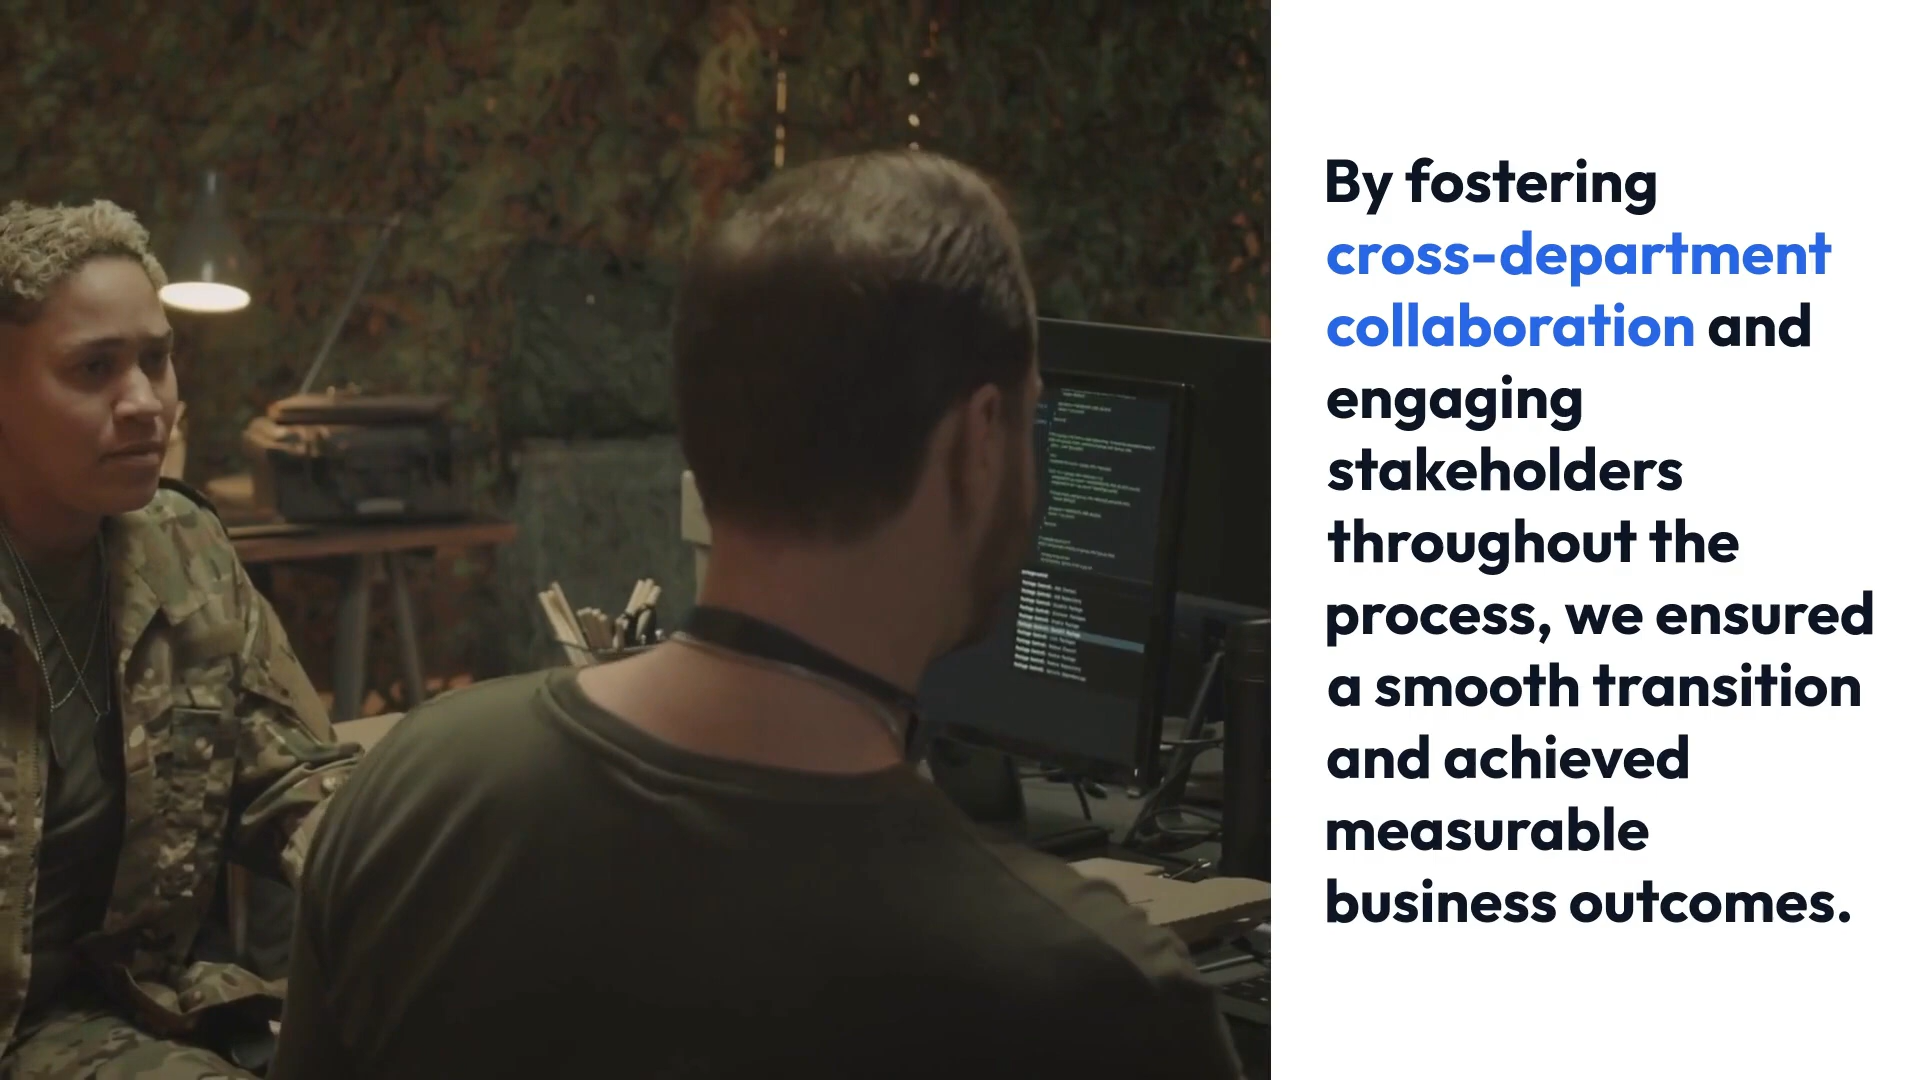 By fostering
cross-department
collaboration and
engaging
stakeholders
throughout the
process, we ensured
a smooth transition
and achieved
measurable
business outcomes.